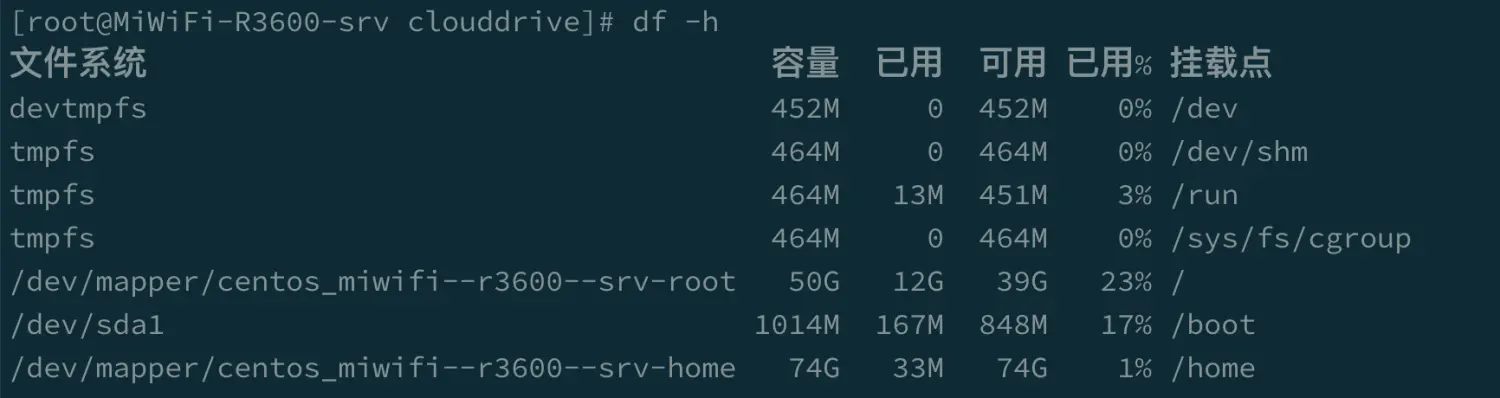 [root@MiWiFi-R3600-srv clouddrive]# df -h
文件系统 容量 已用 可用 已用% 挂载点
devtmpfs 452M 0 452M 0% /dev
tmpfs 464M 0 464M 0% /dev/shm
tmpfs 464M 13M 451M 3% /run
tmpfs 464M 0 464M 0% /sys/fs/cgroup
/dev/mapper/centos_miwifi--r3600--srv-root 50G 12G 39G 23% /
/dev/sda1 1014M 167M 848M 17% /boot
/dev/mapper/centos_miwifi--r3600--srv-home 74G 33M 74G 1% /home